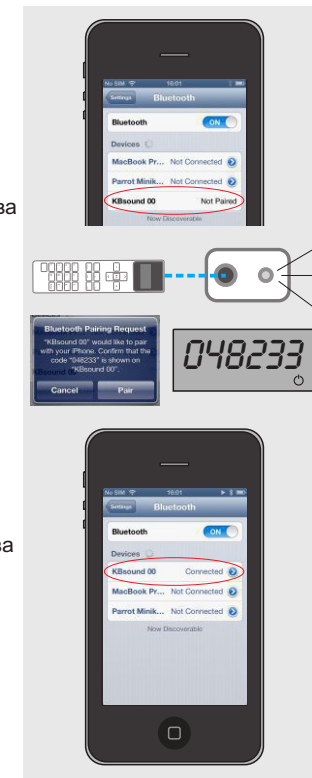 No SIM 16:01
Settings Bluetooth
Bluetooth ON
Devices
MacBook Pr... Not Connected
Parrot Minik... Not Connected
KBsound 00 Not Paired
Now Discoverable
ва
Bluetooth Pairing Request
"KBsound 00" would like to pair
with your iPhone. Confirm that the
code "048233" is shown on
"KBsound 00".
Cancel Pair
048233
No SIM 16:01
Settings Bluetooth
Bluetooth ON
Devices
KBsound 00 Connected
ва
MacBook Pr... Not Connected
Parrot Minik... Not Connected
Now Discoverable